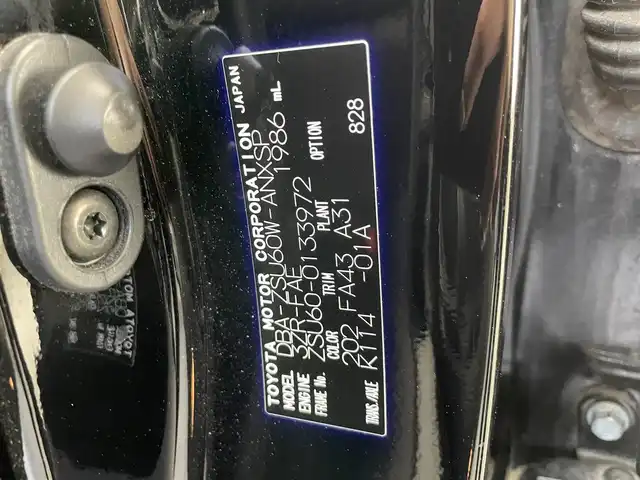 TOYOTA MOTOR CORPORATION JAPAN
MODEL DBA-ZSU60W-ANXSP
ENGINE 3ZR-FAE 1986 mL
FRAME No. ZSU60-0133972
COLOR TRIM PLANT OPTION
202 FA43 A31 828
TRANS./AXLE K114 -01A